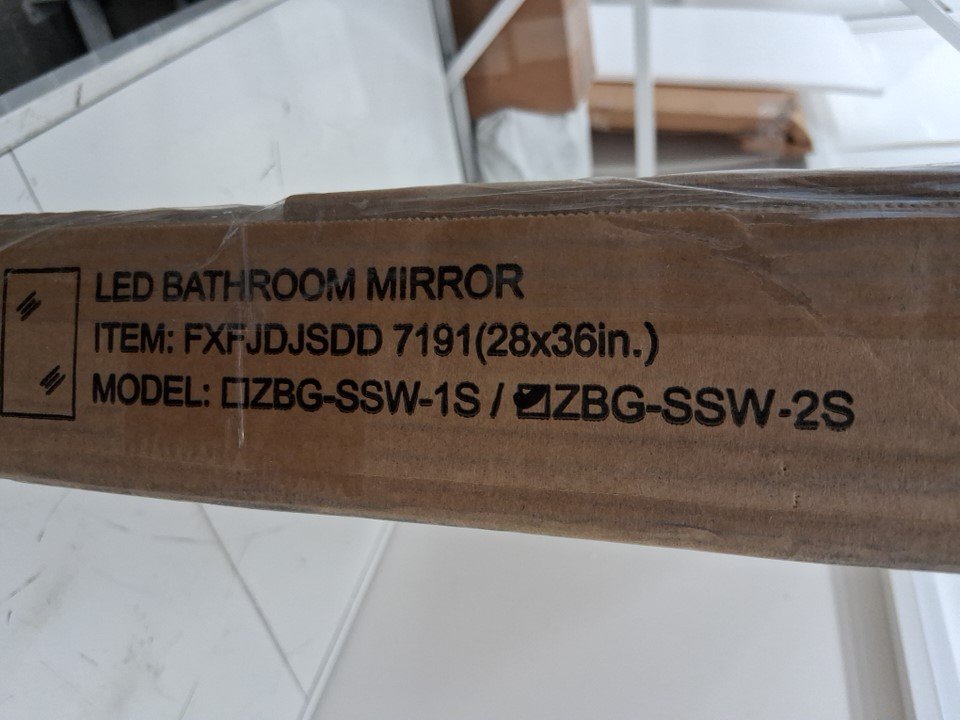 LED BATHROOM MIRROR
ITEM: FXFJDJSDD 7191(28x36in.)
MODEL: ☐ZBG-SSW-1S / ☑ZBG-SSW-2S